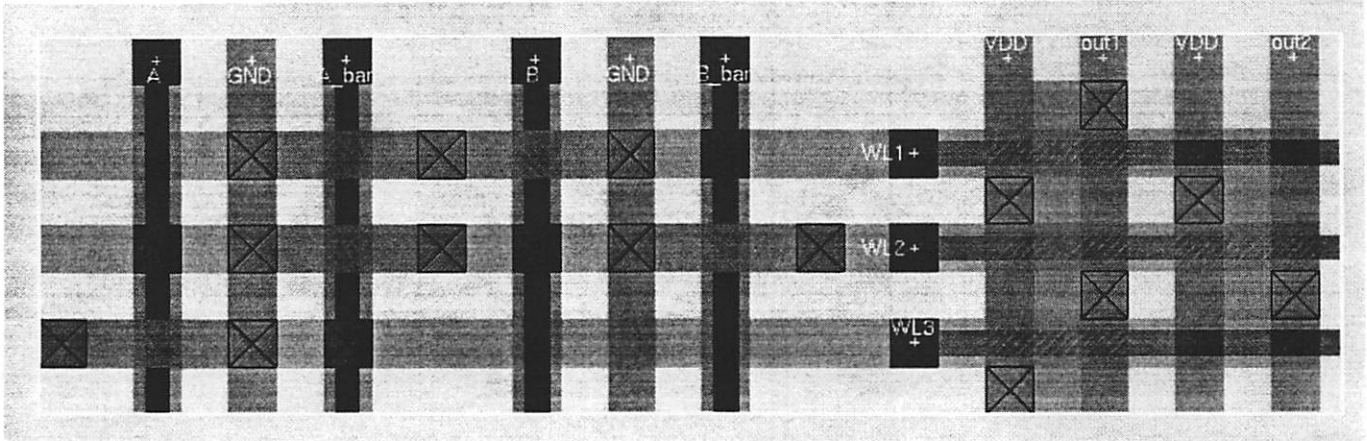 A
GND
A_bar
B
GND
B_bar
VDD
out1
VDD
out2
WL1
WL2
WL3